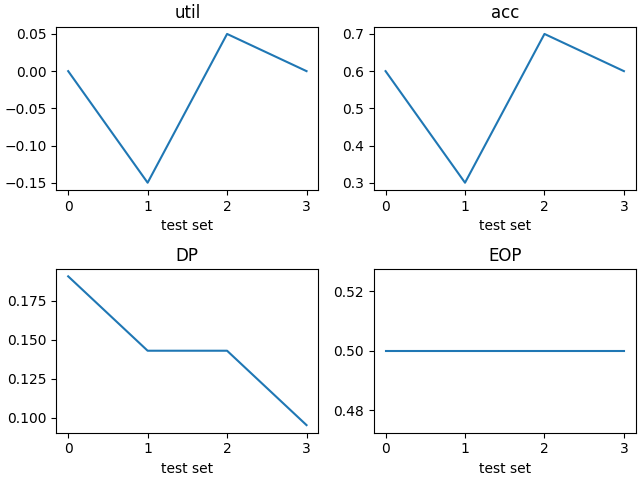 util
0.05
0.00
−0.05
−0.10
−0.15
0 1 2 3
test set
acc
0.7
0.6
0.5
0.4
0.3
0 1 2 3
test set
DP
0.175
0.150
0.125
0.100
0 1 2 3
test set
EOP
0.52
0.50
0.48
0 1 2 3
test set